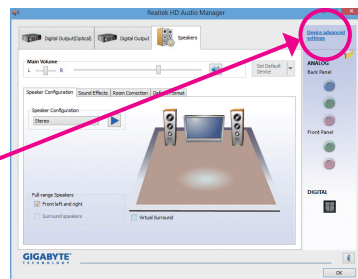 Realtek HD Audio Manager
Digital Output(Optical)
Digital Output
Speakers
Device advanced
settings
Main Volume
L
R
Set Default
Device
ANALOG
Back Panel
Speaker Configuration
Sound Effects
Room Correction
Default Format
Speaker Configuration
Stereo
Front Panel
Full-range Speakers
Front left and right
Surround speakers
Virtual Surround
DIGITAL
GIGABYTE
TECHNOLOGY
OK